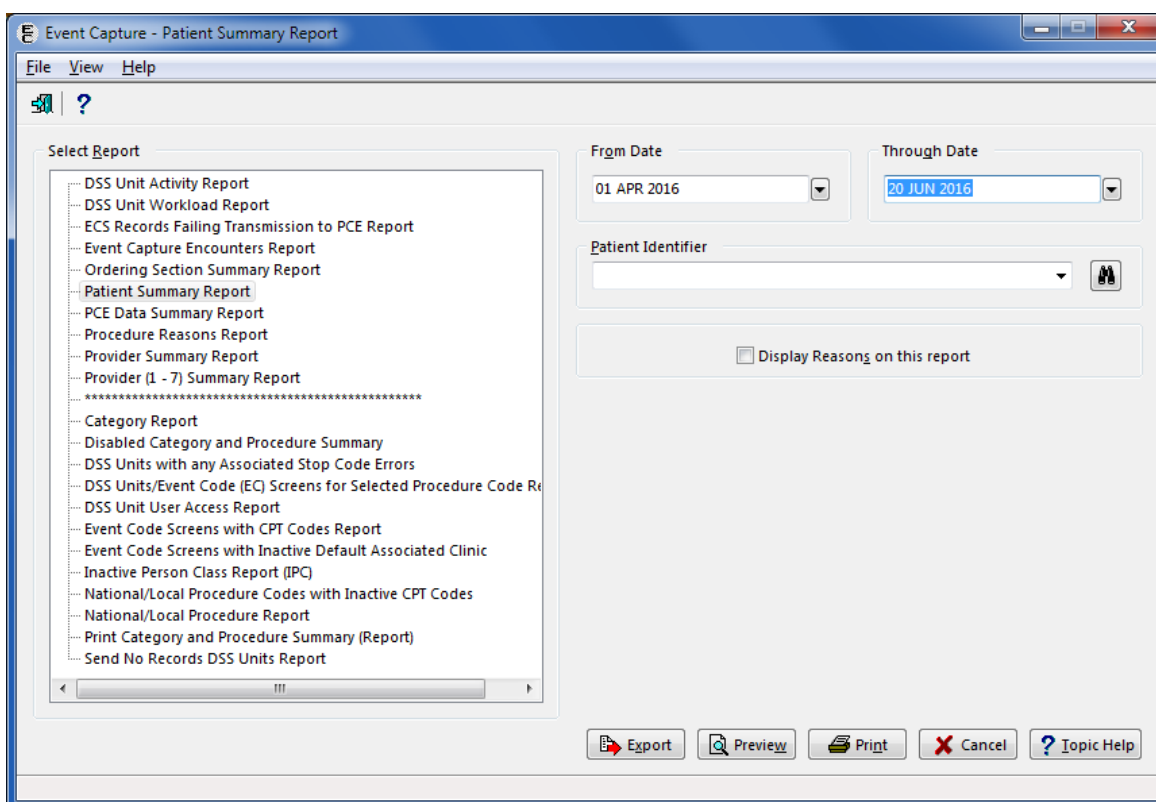 Event Capture - Patient Summary Report
File View Help
Select Report
DSS Unit Activity Report
DSS Unit Workload Report
ECS Records Failing Transmission to PCE Report
Event Capture Encounters Report
Ordering Section Summary Report
Patient Summary Report
PCE Data Summary Report
Procedure Reasons Report
Provider Summary Report
Provider (1 - 7) Summary Report
**************************************************
Category Report
Disabled Category and Procedure Summary
DSS Units with any Associated Stop Code Errors
DSS Units/Event Code (EC) Screens for Selected Procedure Code Re
DSS Unit User Access Report
Event Code Screens with CPT Codes Report
Event Code Screens with Inactive Default Associated Clinic
Inactive Person Class Report (IPC)
National/Local Procedure Codes with Inactive CPT Codes
National/Local Procedure Report
Print Category and Procedure Summary (Report)
Send No Records DSS Units Report
From Date Through Date
01 APR 2016 20 JUN 2016
Patient Identifier
Display Reasons on this report
Export Preview Print Cancel ? Topic Help